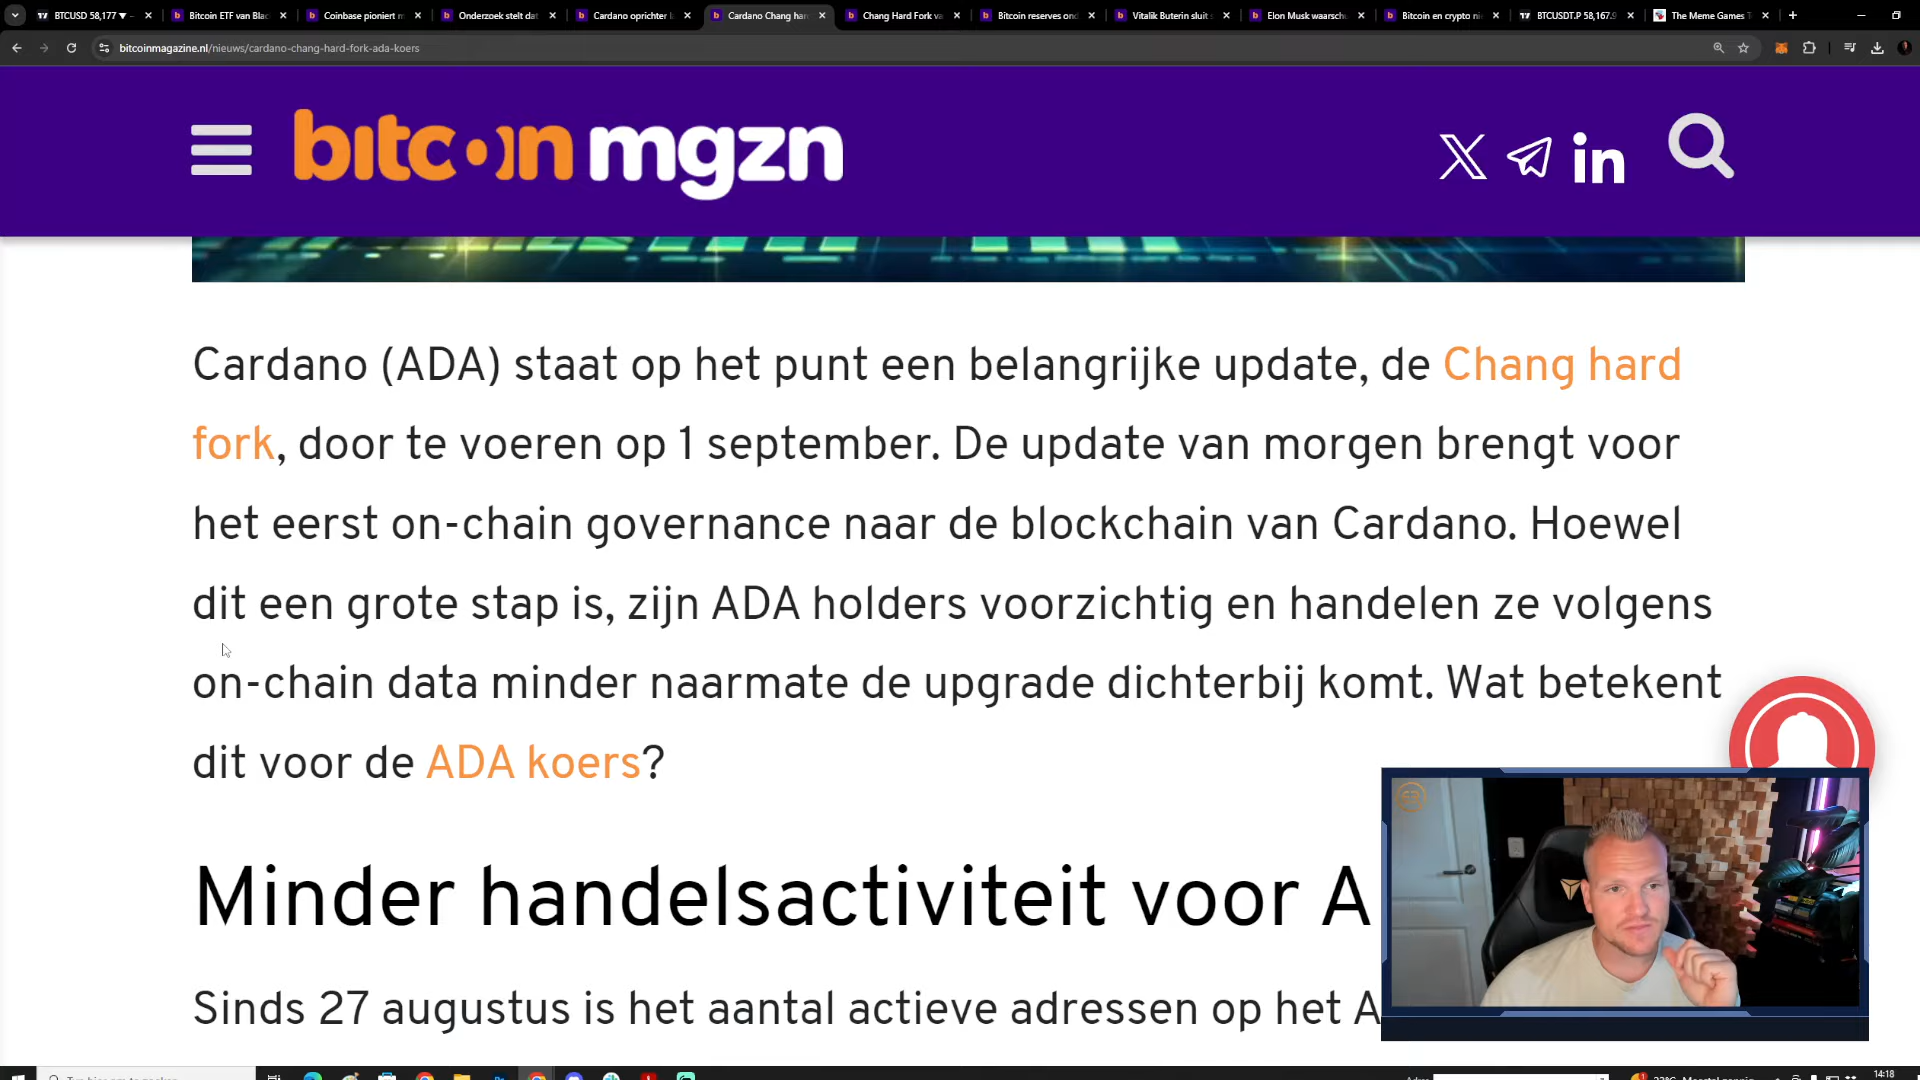 BTCUSD 58,177 ▼
Bitcoin ETF van Bla
Coinbase pioniert m
Onderzoek stelt dat
Cardano oprichter l
Cardano Chang har
Chang Hard Fork va
Bitcoin reserves on
Vitalik Buterin sluit
Elon Musk waarsch
Bitcoin en crypto ni
BTCUSDT.P 58,167.9
The Meme Games T
bitcoinmagazine.nl/nieuws/cardano-chang-hard-fork-ada-koers
bitcoin mgzn
Cardano (ADA) staat op het punt een belangrijke update, de Chang hard
fork, door te voeren op 1 september. De update van morgen brengt voor
het eerst on-chain governance naar de blockchain van Cardano. Hoewel
dit een grote stap is, zijn ADA holders voorzichtig en handelen ze volgens
on-chain data minder naarmate de upgrade dichterbij komt. Wat betekent
dit voor de ADA koers?
Minder handelsactiviteit voor A
Sinds 27 augustus is het aantal actieve adressen op het A
14:18